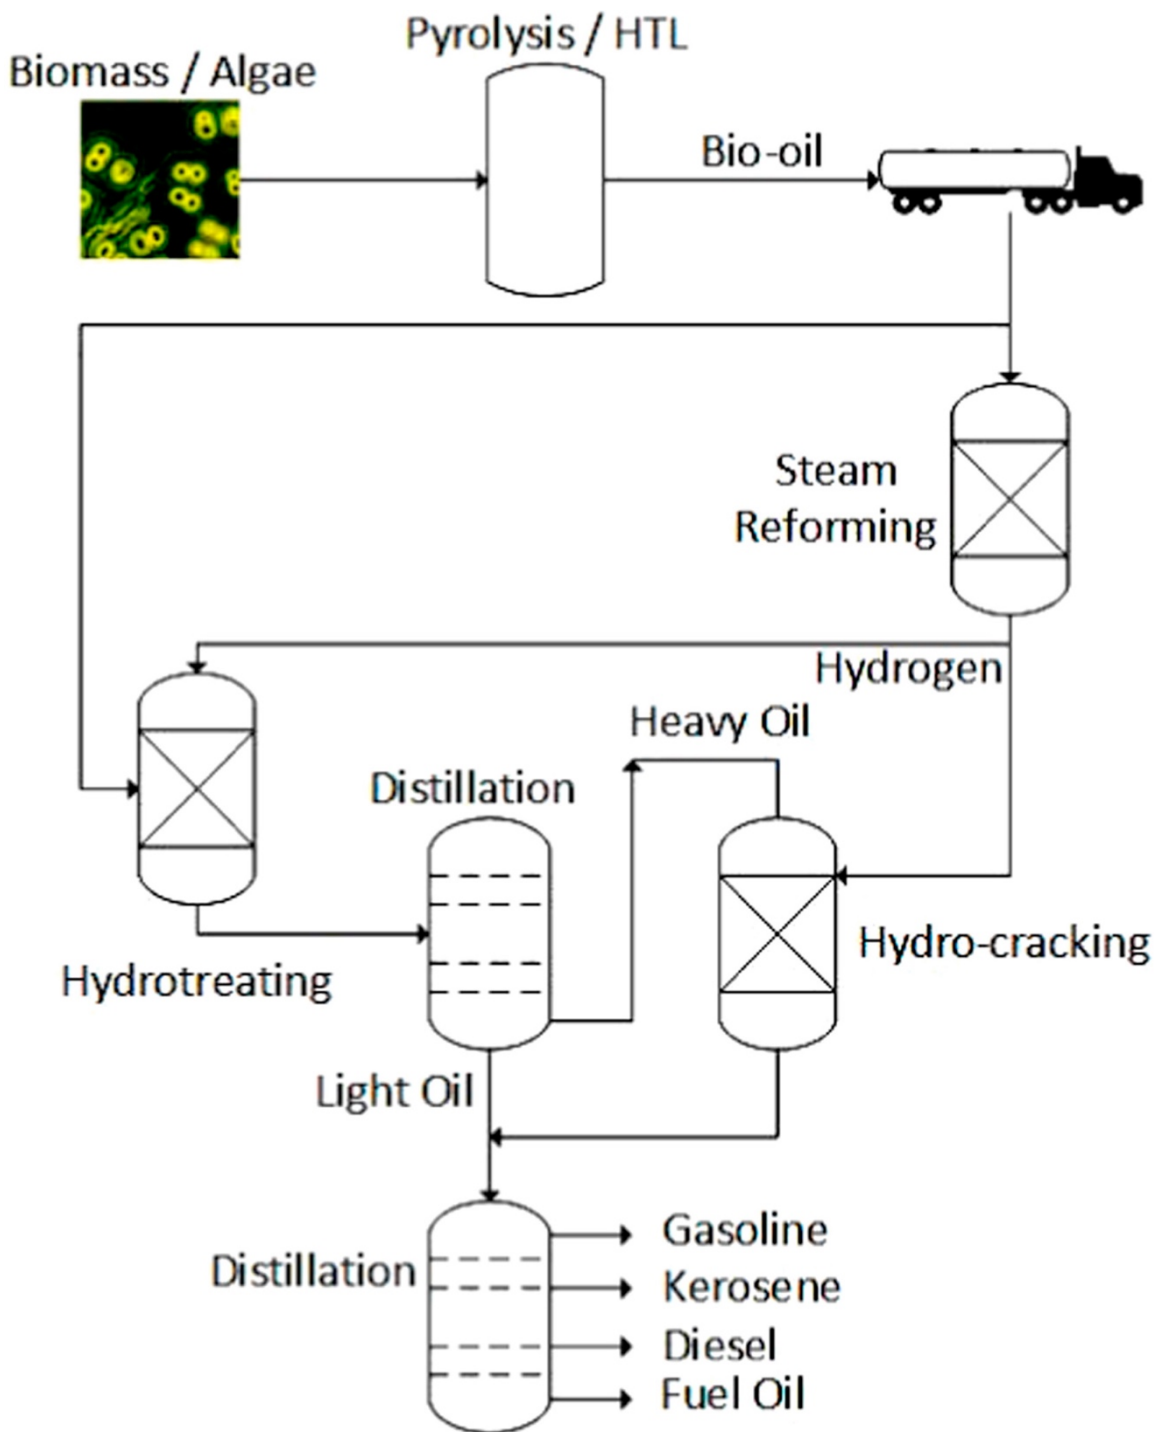 Pyrolysis / HTL
Biomass / Algae
Bio-oil
Steam
Reforming
Hydrogen
Heavy Oil
Distillation
Hydro-cracking
Hydrotreating
Light Oil
Distillation
Gasoline
Kerosene
Diesel
Fuel Oil